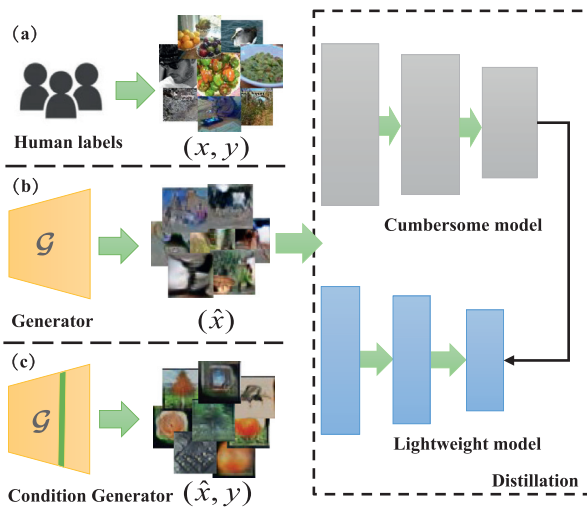 (a)
Human labels
(x, y)
(b)
G
Generator
(x̂)
(c)
G
Condition Generator
(x̂, y)
Cumbersome model
Lightweight model
Distillation